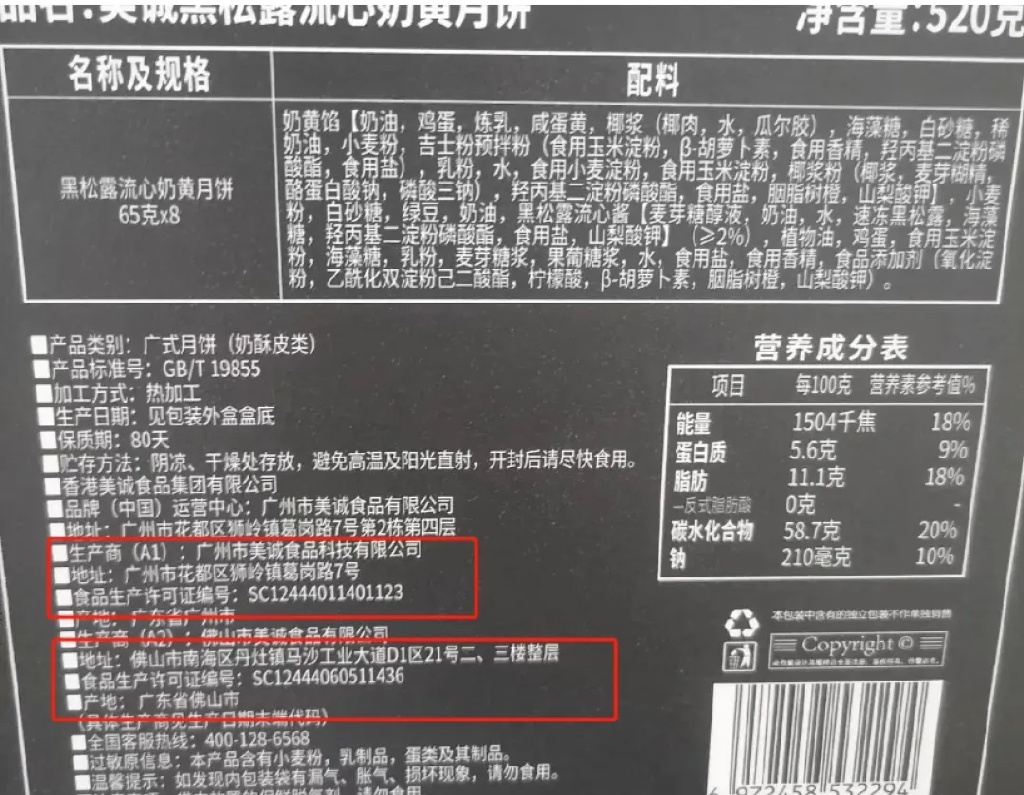 品名:美诚黑松露流心奶黄月饼
净含量:520克
名称及规格
配料
黑松露流心奶黄月饼
65克x8
奶黄馅【奶油，鸡蛋，炼乳，咸蛋黄，椰浆（椰肉，水，瓜尔胶），海藻糖，白砂糖，稀
奶油，小麦粉，吉士粉预拌粉（食用玉米淀粉，β-胡萝卜素，食用香精，羟丙基二淀粉磷
酸酯，食用盐），乳粉，水，食用小麦淀粉，食用玉米淀粉，椰浆粉（椰浆，麦芽糊精，
酪蛋白酸钠，磷酸三钠），羟丙基二淀粉磷酸酯，食用盐，胭脂树橙，山梨酸钾】，小麦
粉，白砂糖，绿豆，奶油，黑松露流心酱【麦芽糖醇液，奶油，水，速冻黑松露，海藻
糖，羟丙基二淀粉磷酸酯，食用盐，山梨酸钾】（≥2%），植物油，鸡蛋，食用玉米淀
粉，海藻糖，乳粉，麦芽糖浆，果葡糖浆，水，食用盐，食用香精，食品添加剂（氧化淀
粉，乙酰化双淀粉己二酸酯，柠檬酸，β-胡萝卜素，胭脂树橙，山梨酸钾）。
■产品类别：广式月饼（奶酥皮类）
■产品标准号：GB/T 19855
■加工方式：热加工
■生产日期：见包装外盒盒底
■保质期：80天
■贮存方法：阴凉、干燥处存放，避免高温及阳光直射，开封后请尽快食用。
■香港美诚食品集团有限公司
■品牌（中国）运营中心：广州市美诚食品有限公司
■地址：广州市花都区狮岭镇葛岗路7号第2栋第四层
■生产商（A1）：广州市美诚食品科技有限公司
■地址：广州市花都区狮岭镇葛岗路7号
■食品生产许可证编号：SC12444011401123
■产地：广东省广州市
■生产商（A2）：佛山市美诚食品有限公司
■地址：佛山市南海区丹灶镇马沙工业大道D1区21号二、三楼整层
■食品生产许可证编号：SC12444060511436
■产地：广东省佛山市
（具体生产商见生产日期末端代码）
■全国客服热线：400-128-6568
■过敏原信息：本产品含有小麦粉，乳制品，蛋类及其制品。
■温馨提示：如发现内包装袋有漏气、胀气、损坏现象，请勿食用。
营养成分表
项目 每100克 营养素参考值%
能量 1504千焦 18%
蛋白质 5.6克 9%
脂肪 11.1克 18%
—反式脂肪酸 0克 -
碳水化合物 58.7克 20%
钠 210毫克 10%
本包装中含有的独立包装不作单独销售
Copyright ©
6 972458 532294